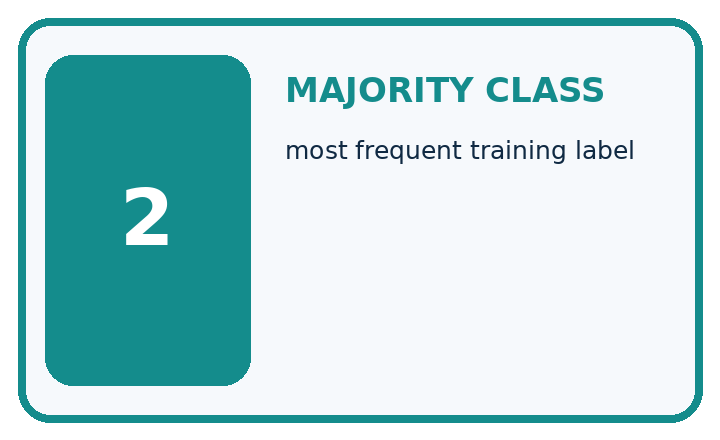 2
MAJORITY CLASS
most frequent training label